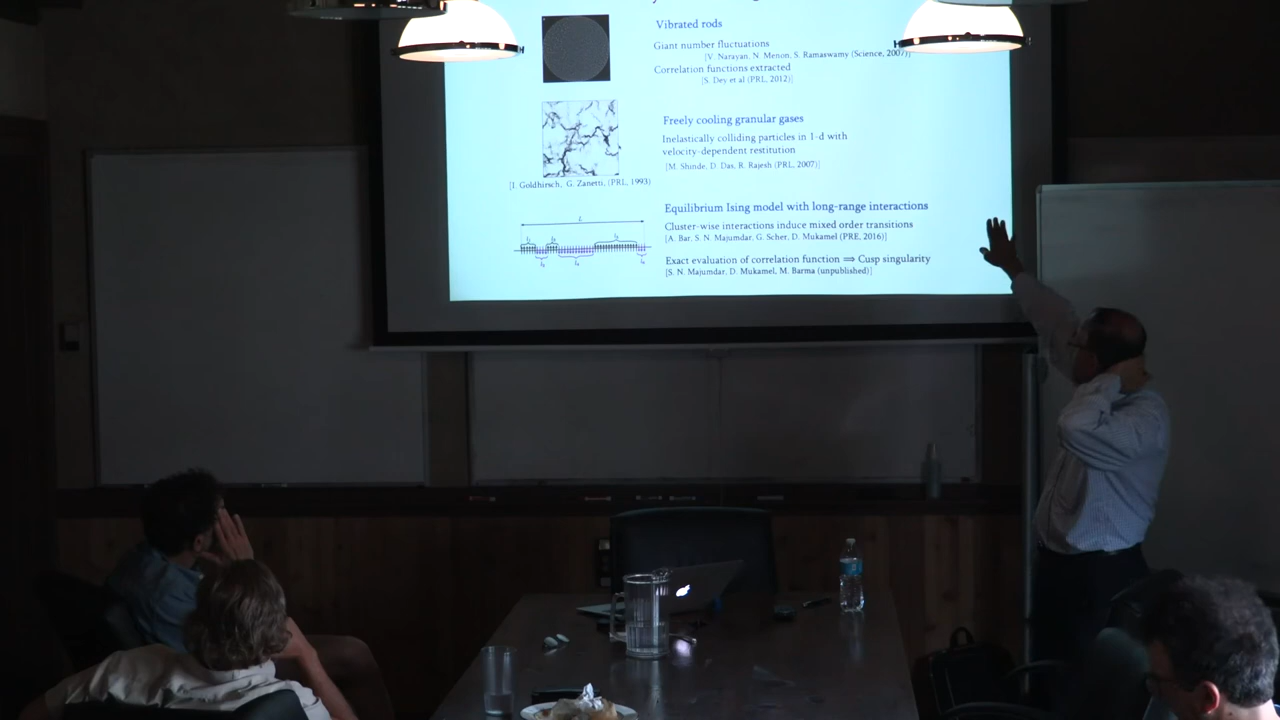 Vibrated rods
Giant number fluctuations
[V. Narayan, N. Menon, S. Ramaswamy (Science, 2007)]
Correlation functions extracted
[S. Dey et al (PRL, 2012)]
Freely cooling granular gases
Inelastically colliding particles in 1-d with
velocity-dependent restitution
[M. Shinde, D. Das, R. Rajesh (PRL, 2007)]
[I. Goldhirsch, G. Zanetti, (PRL, 1993)
Equilibrium Ising model with long-range interactions
Cluster-wise interactions induce mixed order transitions
[A. Bar, S. N. Majumdar, G. Scher, D. Mukamel (PRE, 2016)]
L
Exact evaluation of correlation function ⟹ Cusp singularity
[S. N. Majumdar, D. Mukamel, M. Barma (unpublished)]